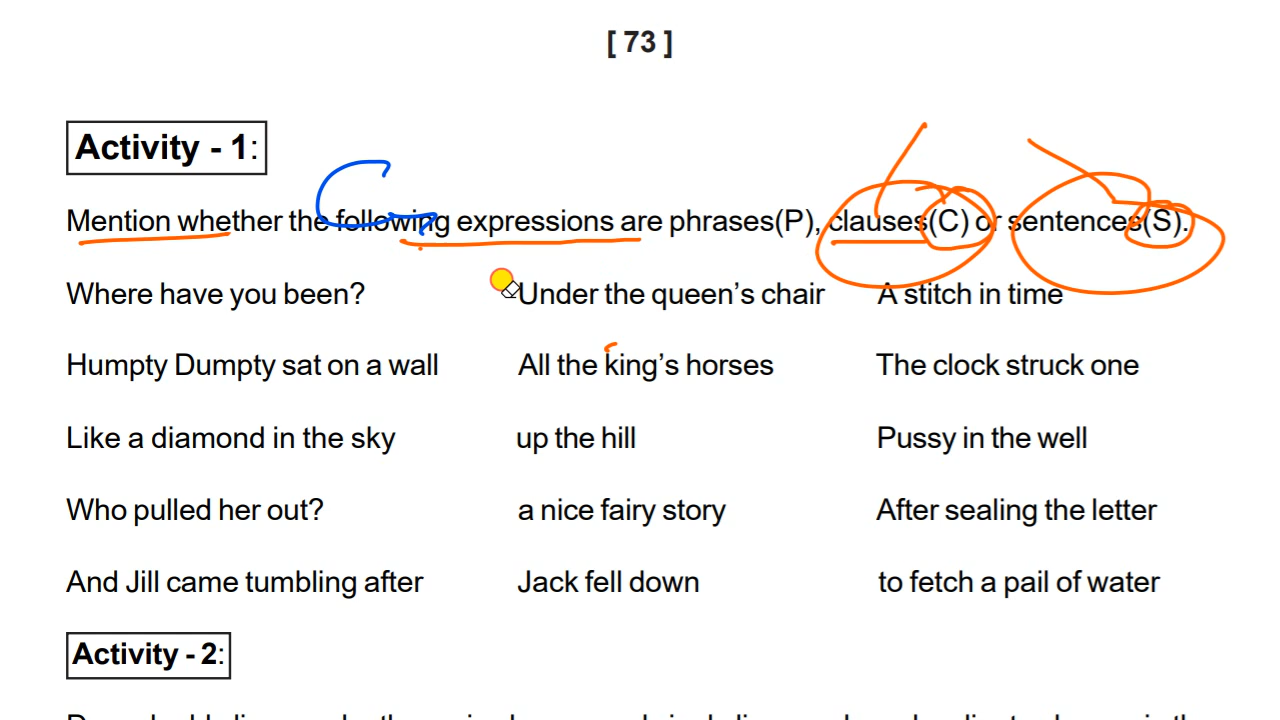 [ 73 ]
Activity - 1:
Mention whether the following expressions are phrases(P), clauses(C) or sentences(S).
Where have you been? Under the queen’s chair A stitch in time
Humpty Dumpty sat on a wall All the king’s horses The clock struck one
Like a diamond in the sky up the hill Pussy in the well
Who pulled her out? a nice fairy story After sealing the letter
And Jill came tumbling after Jack fell down to fetch a pail of water
Activity - 2: